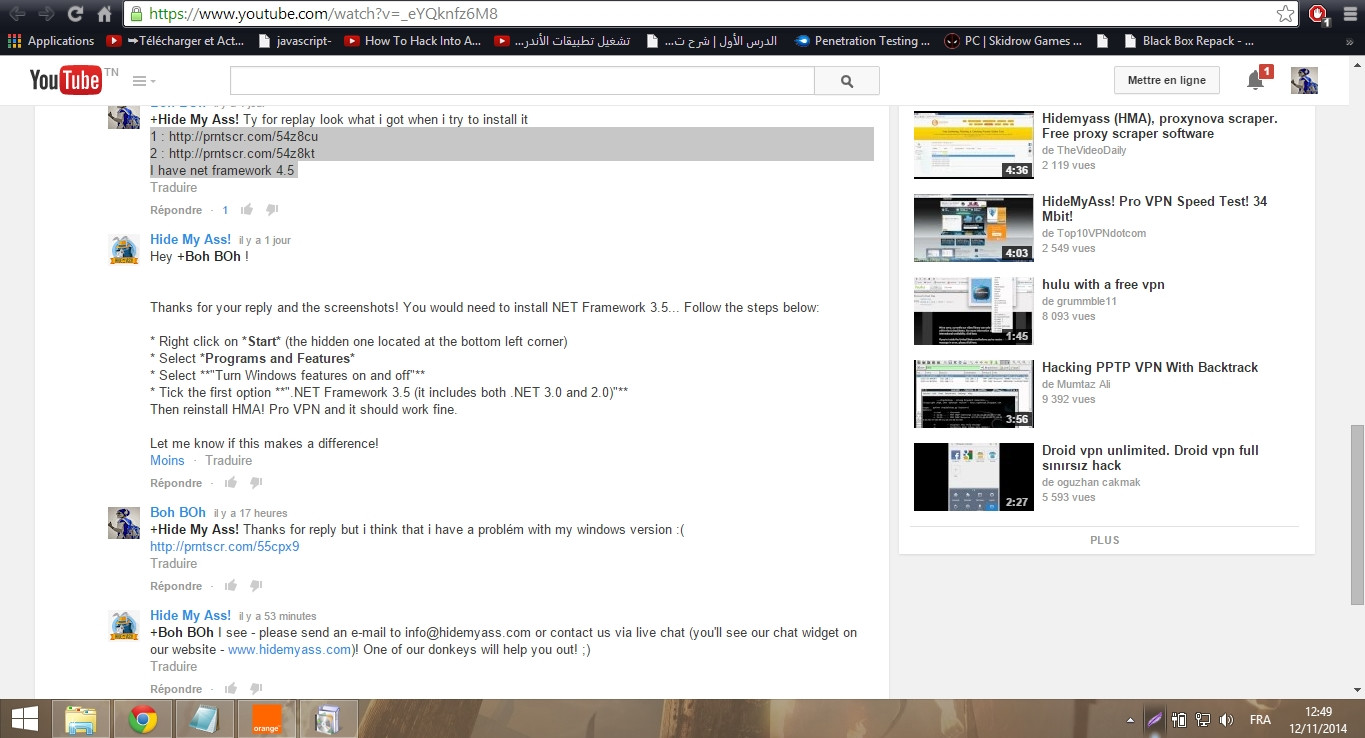 https://www.youtube.com/watch?v=_eYQknfz6M8
1
Applications
➥Télécharger et Act...
javascript-
How To Hack Into A...
تشغيل تطبيقات الأندر...
الدرس الأول | شرح ت...
Penetration Testing ...
PC | Skidrow Games ...
Black Box Repack - ...
»
YouTube TN
Mettre en ligne
1
+Hide My Ass! Ty for replay look what i got when i try to install it
1 : http://prntscr.com/54z8cu
2 : http://prntscr.com/54z8kt
I have net framework 4.5
Traduire
Répondre · 1
Hide My Ass! il y a 1 jour
Hey +Boh BOh !
Thanks for your reply and the screenshots! You would need to install NET Framework 3.5... Follow the steps below:
* Right click on *Start* (the hidden one located at the bottom left corner)
* Select *Programs and Features*
* Select **"Turn Windows features on and off"**
* Tick the first option **".NET Framework 3.5 (it includes both .NET 3.0 and 2.0)"**
Then reinstall HMA! Pro VPN and it should work fine.
Let me know if this makes a difference!
Moins · Traduire
Répondre ·
Boh BOh il y a 17 heures
+Hide My Ass! Thanks for reply but i think that i have a problém with my windows version :(
http://prntscr.com/55cpx9
Traduire
Répondre ·
Hide My Ass! il y a 53 minutes
+Boh BOh I see - please send an e-mail to info@hidemyass.com or contact us via live chat (you'll see our chat widget on
our website - www.hidemyass.com)! One of our donkeys will help you out! ;)
Traduire
Répondre ·
4:36
Hidemyass (HMA), proxynova scraper.
Free proxy scraper software
de TheVideoDaily
2 119 vues
4:03
HideMyAss! Pro VPN Speed Test! 34
Mbit!
de Top10VPNdotcom
2 549 vues
1:45
hulu with a free vpn
de grummble11
8 093 vues
3:56
Hacking PPTP VPN With Backtrack
de Mumtaz Ali
9 392 vues
2:27
Droid vpn unlimited. Droid vpn full
sınırsız hack
de oguzhan cakmak
5 593 vues
PLUS
orange
FRA
12:49
12/11/2014